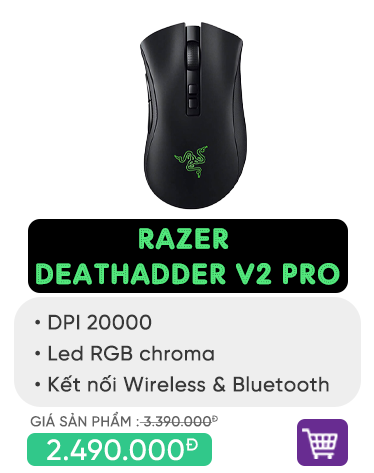 RAZER
DEATHADDER V2 PRO
• DPI 20000
• Led RGB chroma
• Kết nối Wireless & Bluetooth
GIÁ SẢN PHẨM : 3.390.000Đ
2.490.000Đ